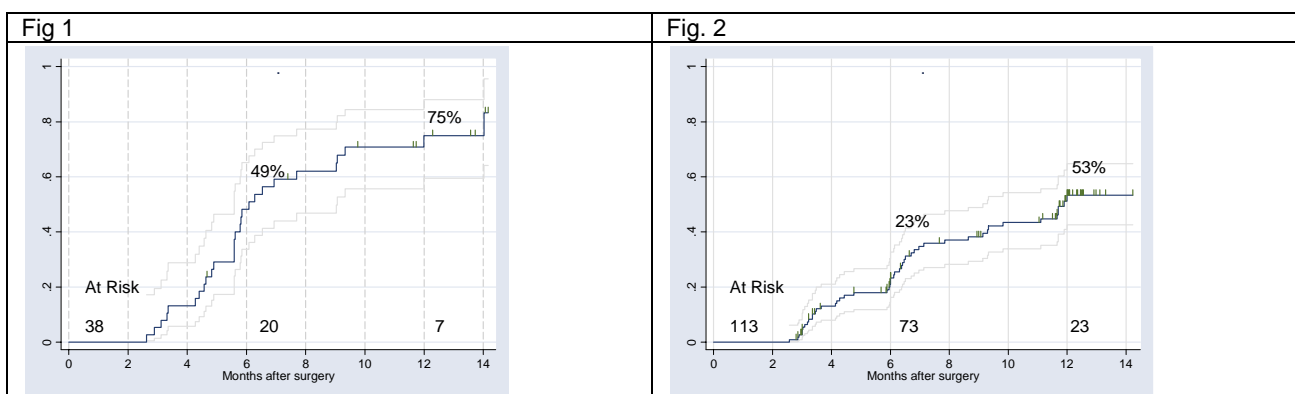 Fig 1
1
.8
.6
.4
.2
0
75%
49%
At Risk
38 20 7
0 2 4 6 8 10 12 14
Months after surgery
Fig. 2
1
.8
.6
.4
.2
0
53%
23%
At Risk
113 73 23
0 2 4 6 8 10 12 14
Months after surgery